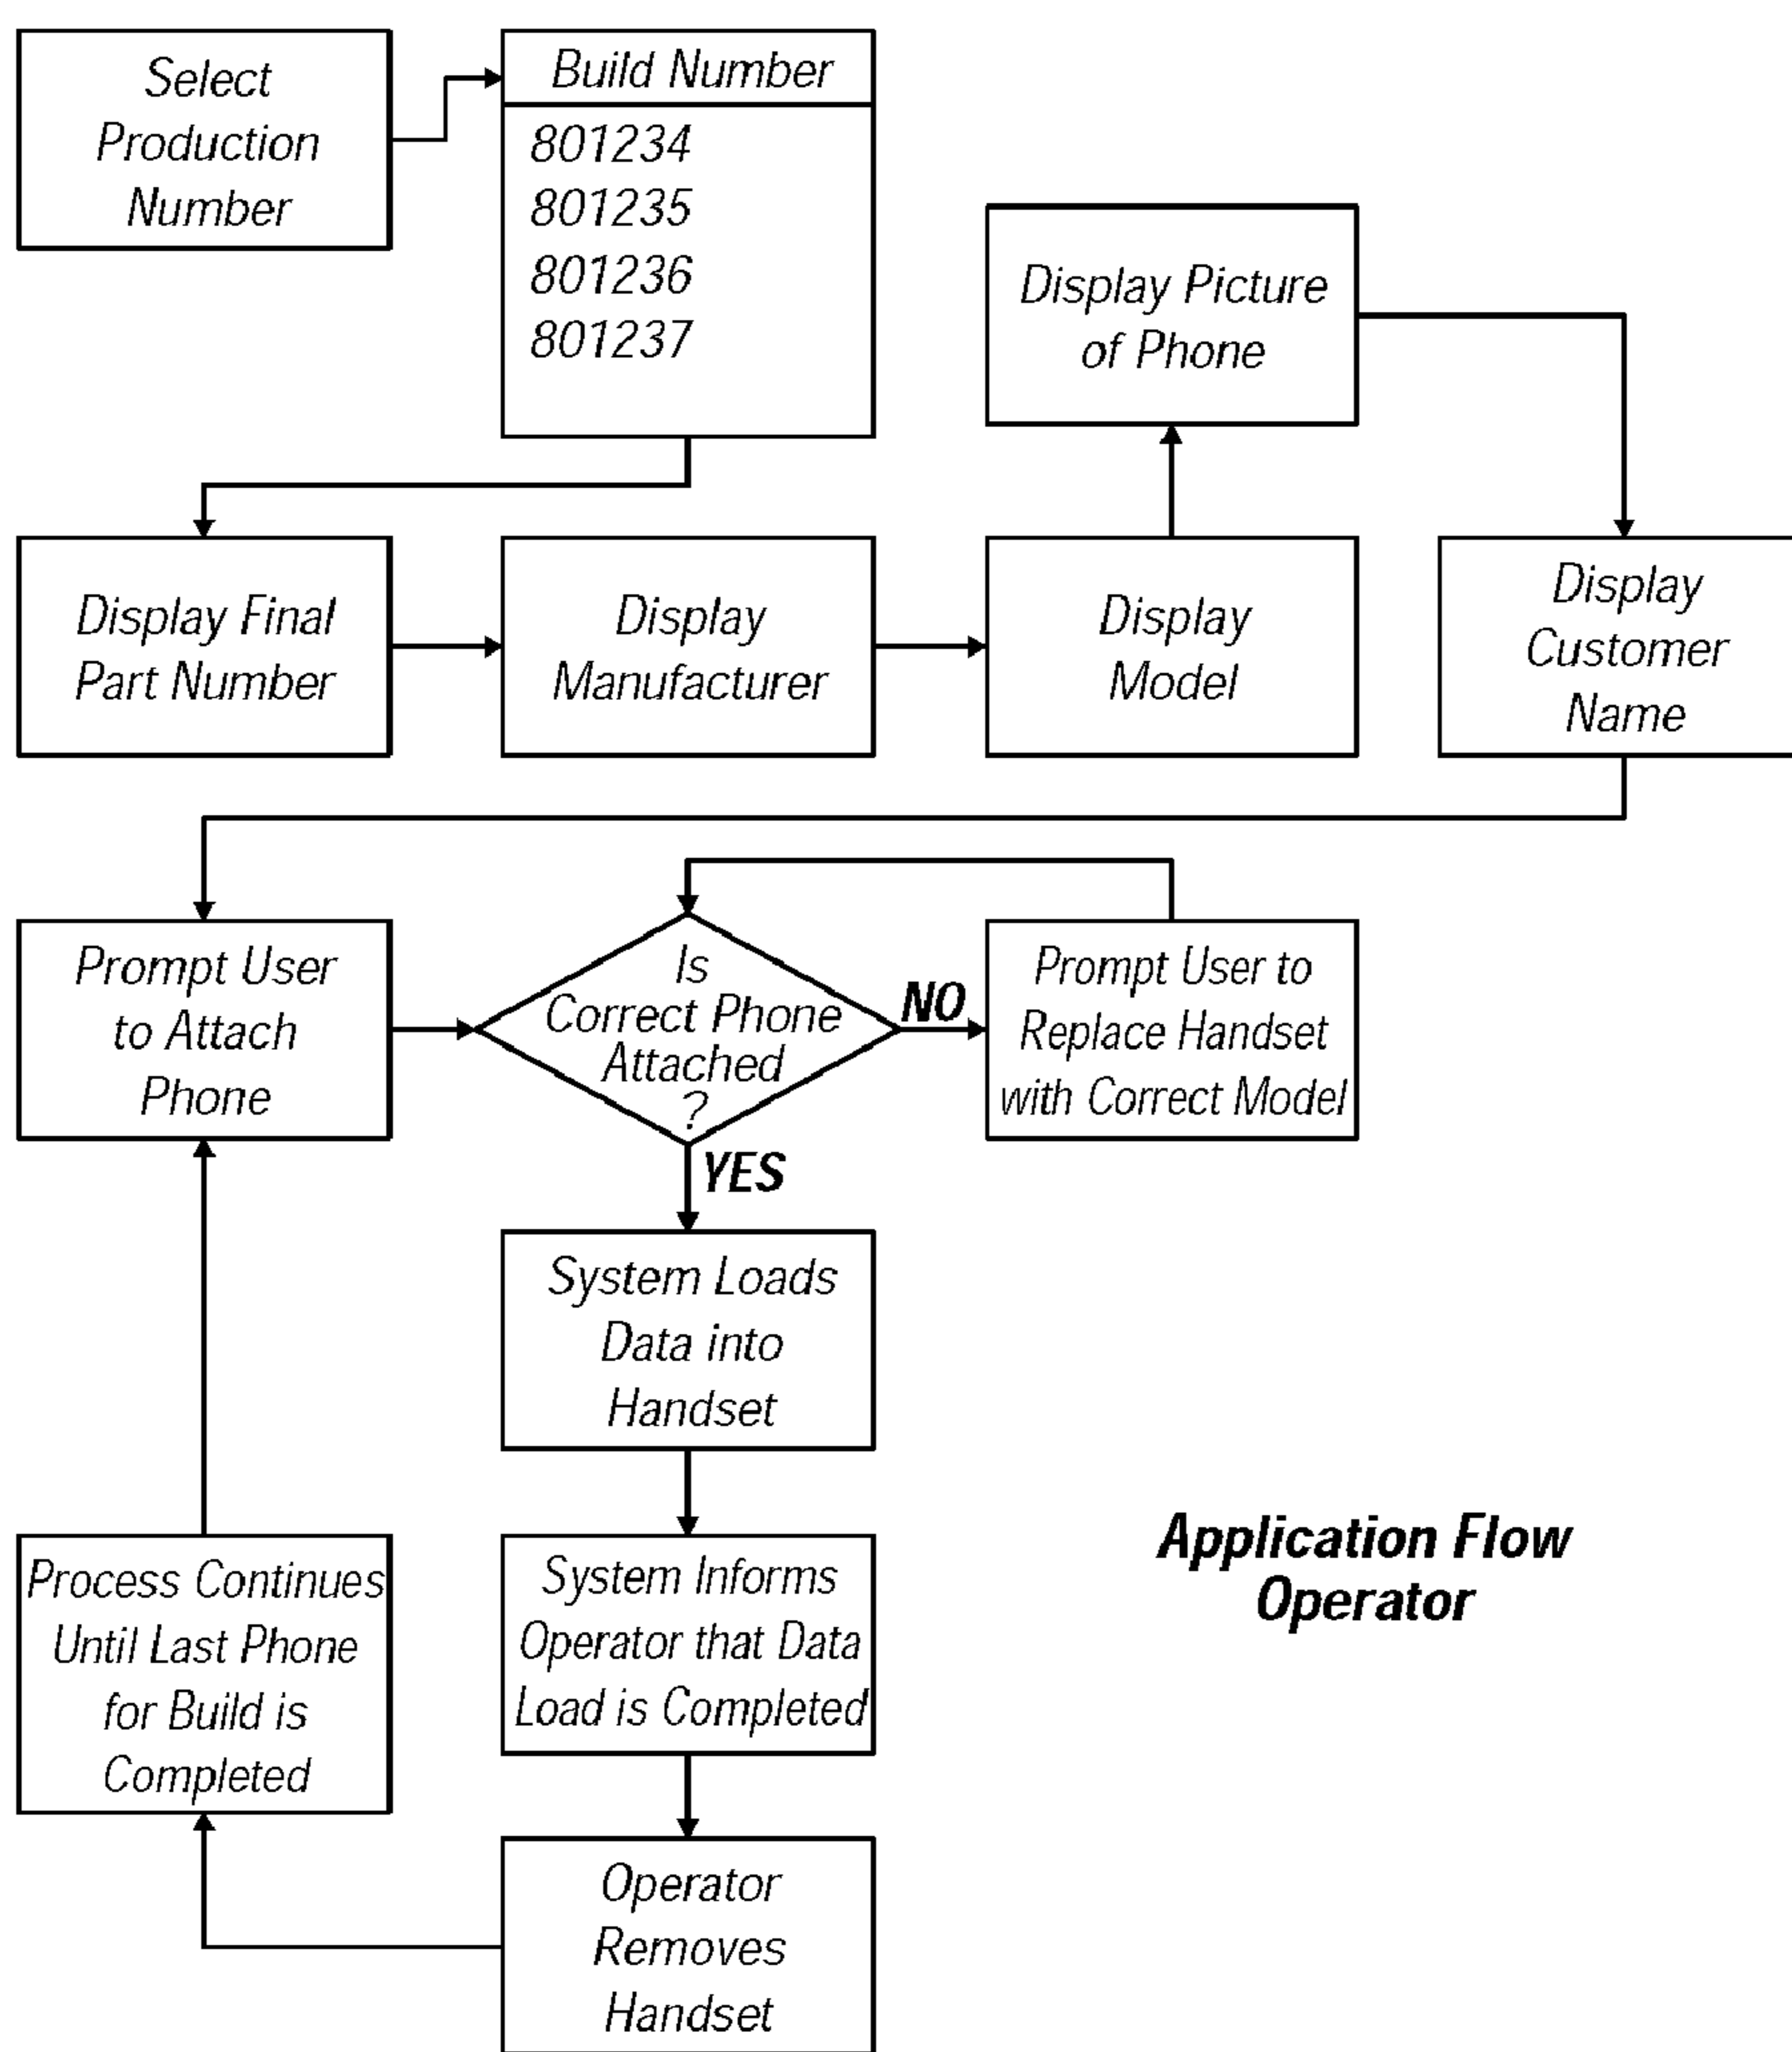 Select
Production
Number
Build Number
801234
801235
801236
801237
Display Picture
of Phone
Display Final
Part Number
Display
Manufacturer
Display
Model
Display
Customer
Name
Prompt User
to Attach
Phone
Is
Correct Phone
Attached
?
NO
Prompt User to
Replace Handset
with Correct Model
YES
System Loads
Data into
Handset
Process Continues
Until Last Phone
for Build is
Completed
System Informs
Operator that Data
Load is Completed
Application Flow
Operator
Operator
Removes
Handset